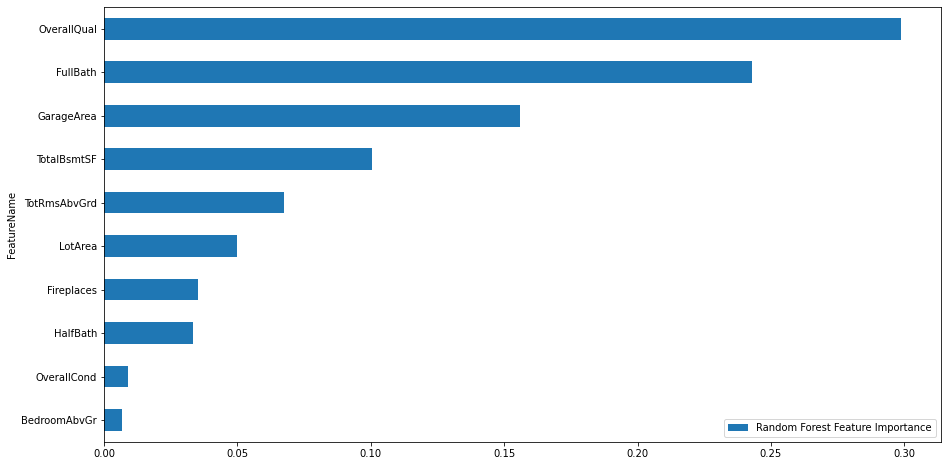 OverallQual
FullBath
GarageArea
TotalBsmtSF
TotRmsAbvGrd
LotArea
Fireplaces
HalfBath
OverallCond
BedroomAbvGr
FeatureName
Random Forest Feature Importance
0.00 0.05 0.10 0.15 0.20 0.25 0.30